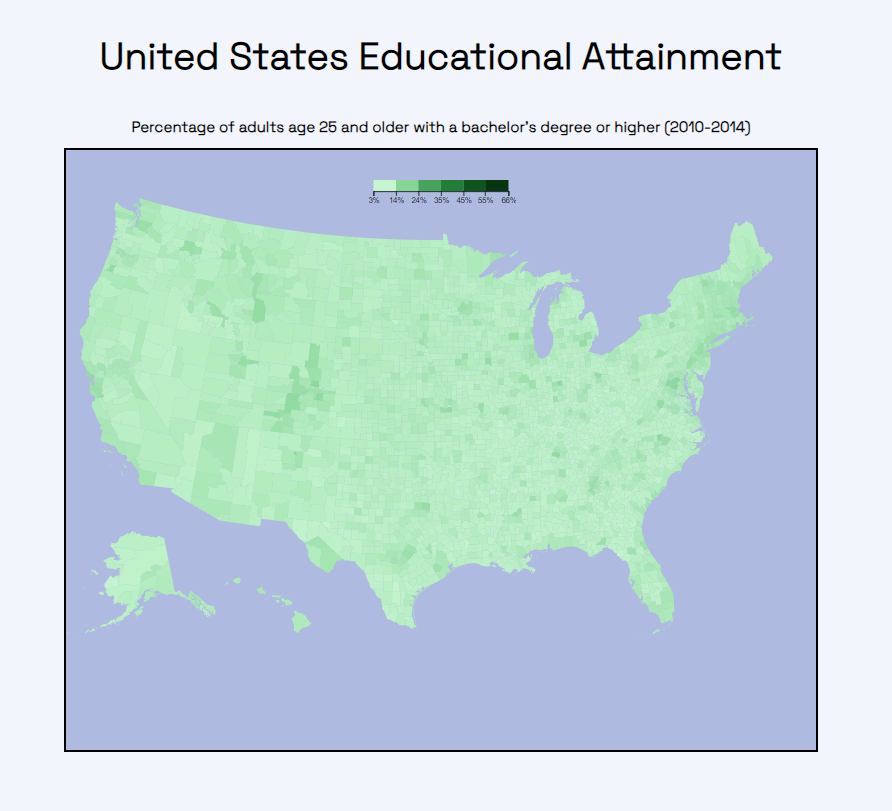 United States Educational Attainment
Percentage of adults age 25 and older with a bachelor's degree or higher (2010-2014)
3% 14% 24% 35% 45% 55% 66%